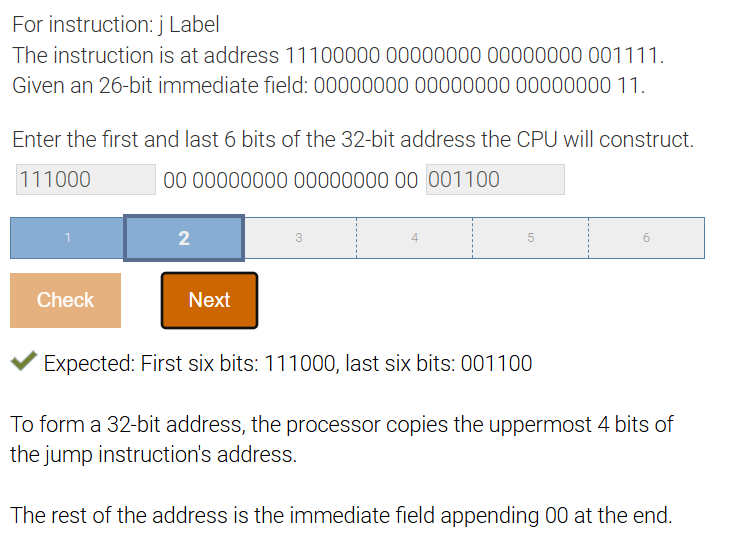 For instruction: j Label
The instruction is at address 11100000 00000000 00000000 001111.
Given an 26-bit immediate field: 00000000 00000000 00000000 11.
Enter the first and last 6 bits of the 32-bit address the CPU will construct.
111000 00 00000000 00000000 00 001100
1 2 3 4 5 6
Check Next
Expected: First six bits: 111000, last six bits: 001100
To form a 32-bit address, the processor copies the uppermost 4 bits of
the jump instruction's address.
The rest of the address is the immediate field appending 00 at the end.